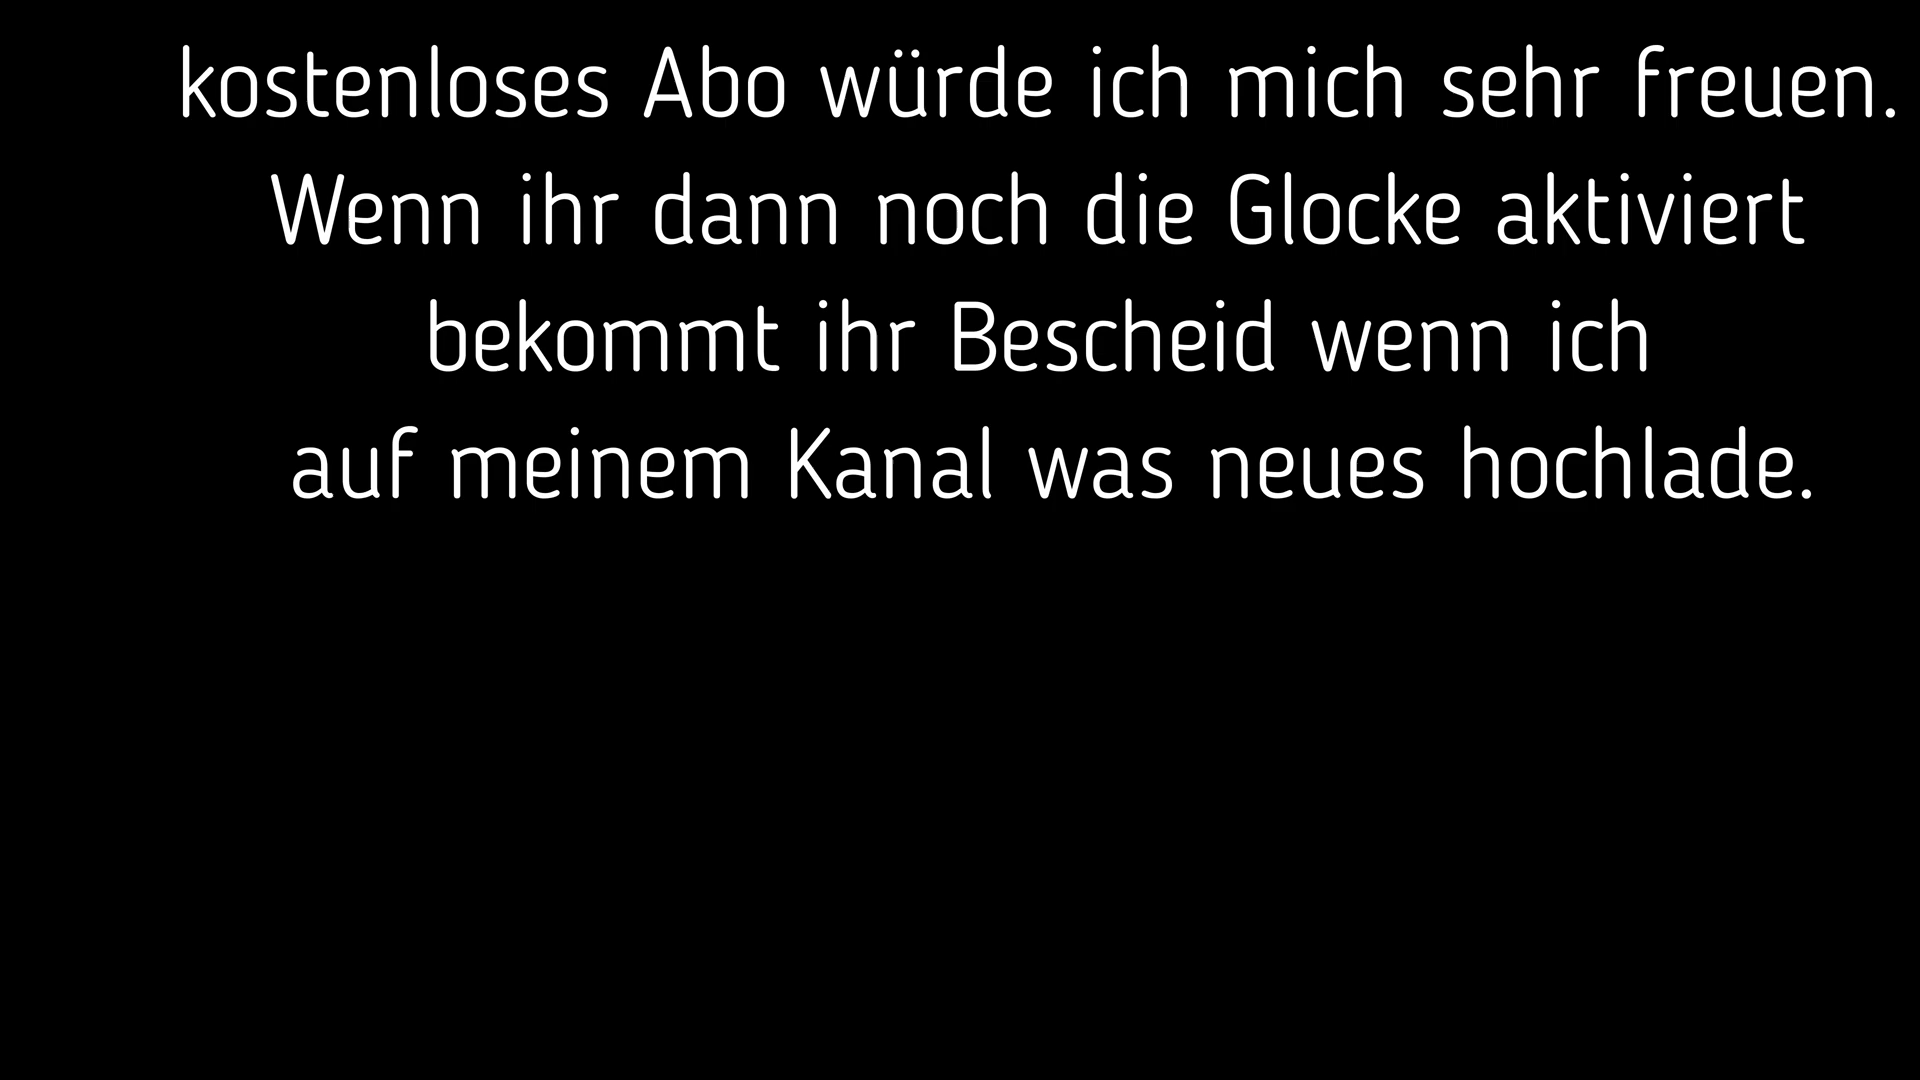 kostenloses Abo würde ich mich sehr freuen.
Wenn ihr dann noch die Glocke aktiviert
bekommt ihr Bescheid wenn ich
auf meinem Kanal was neues hochlade.